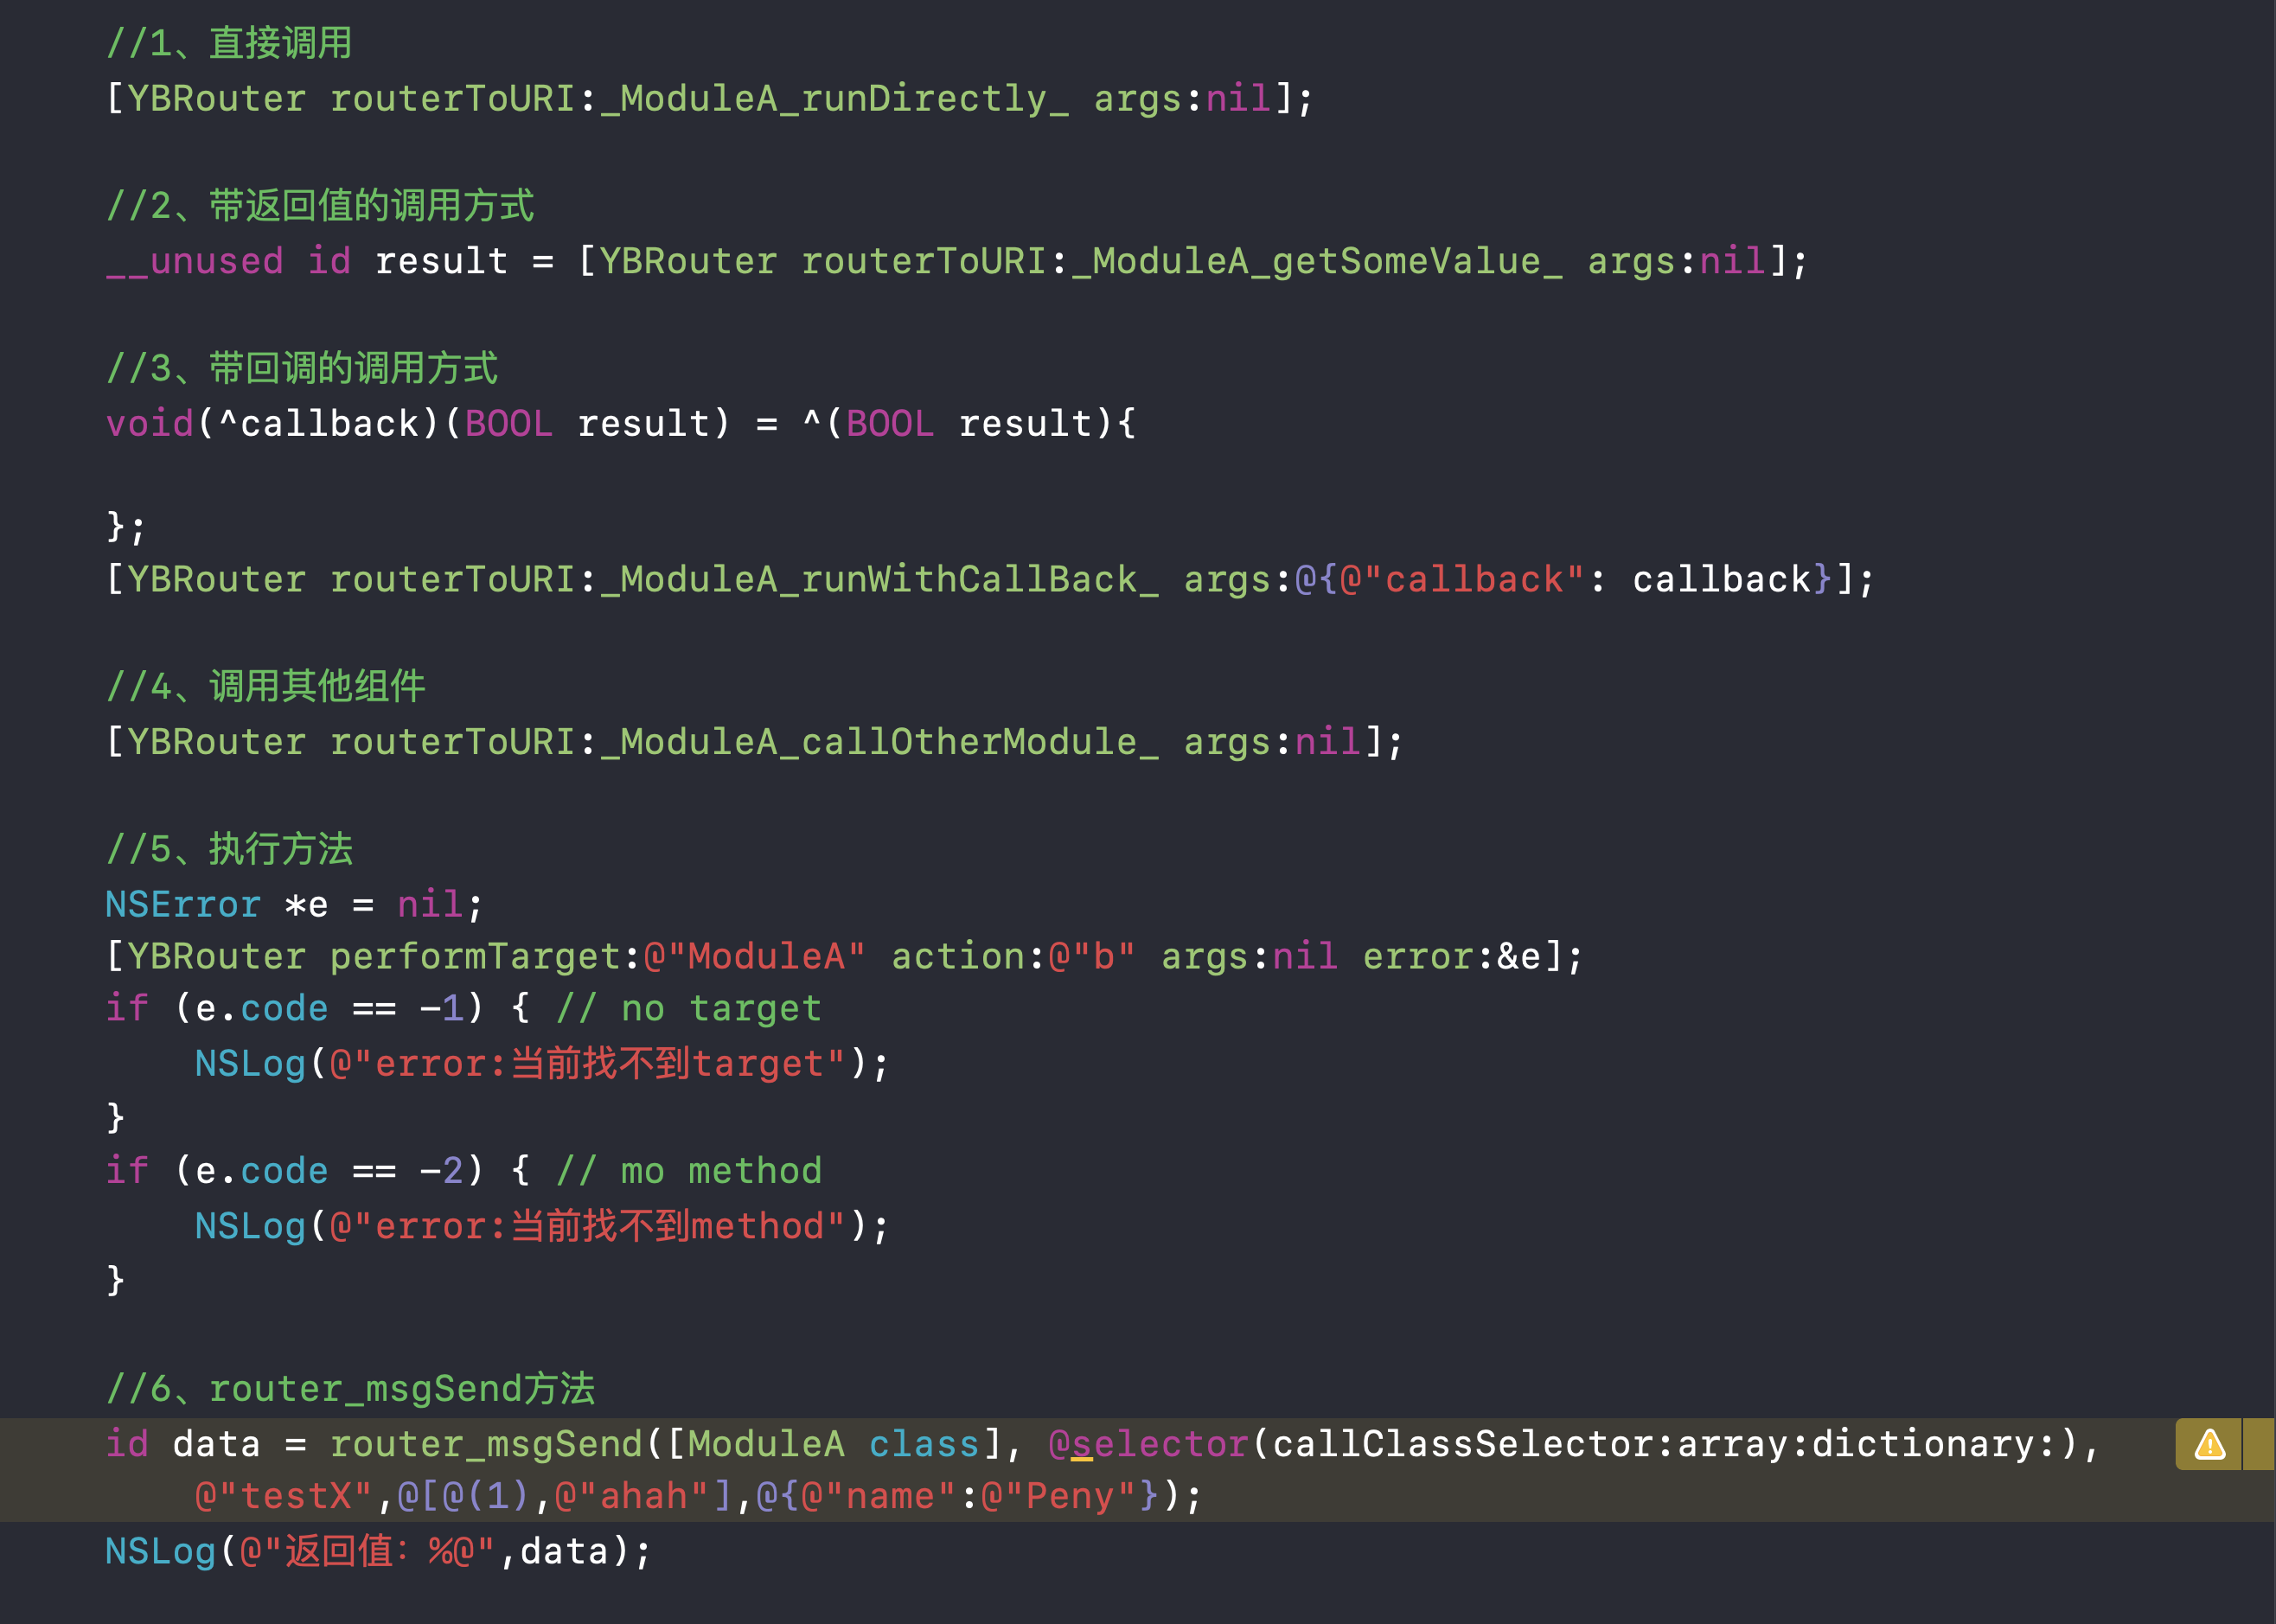 //1、直接调用
[YBRouter routerToURI:_ModuleA_runDirectly_ args:nil];
//2、带返回值的调用方式
__unused id result = [YBRouter routerToURI:_ModuleA_getSomeValue_ args:nil];
//3、带回调的调用方式
void(^callback)(BOOL result) = ^(BOOL result){
};
[YBRouter routerToURI:_ModuleA_runWithCallBack_ args:@{@"callback": callback}];
//4、调用其他组件
[YBRouter routerToURI:_ModuleA_callOtherModule_ args:nil];
//5、执行方法
NSError *e = nil;
[YBRouter performTarget:@"ModuleA" action:@"b" args:nil error:&e];
if (e.code == -1) { // no target
    NSLog(@"error:当前找不到target");
}
if (e.code == -2) { // mo method
    NSLog(@"error:当前找不到method");
}
//6、router_msgSend方法
id data = router_msgSend([ModuleA class], @selector(callClassSelector:array:dictionary:),
    @"testX",@[@(1),@"ahah"],@{@"name":@"Peny"});
NSLog(@"返回值：%@",data);